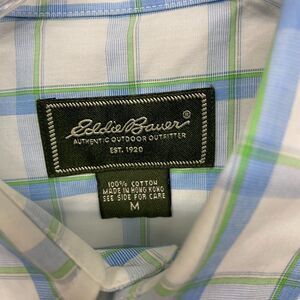 Eddie Bauer®
AUTHENTIC OUTDOOR OUTFITTER
EST. 1920
100% COTTON
MADE IN HONG KONG
SEE SIDE FOR CARE
M